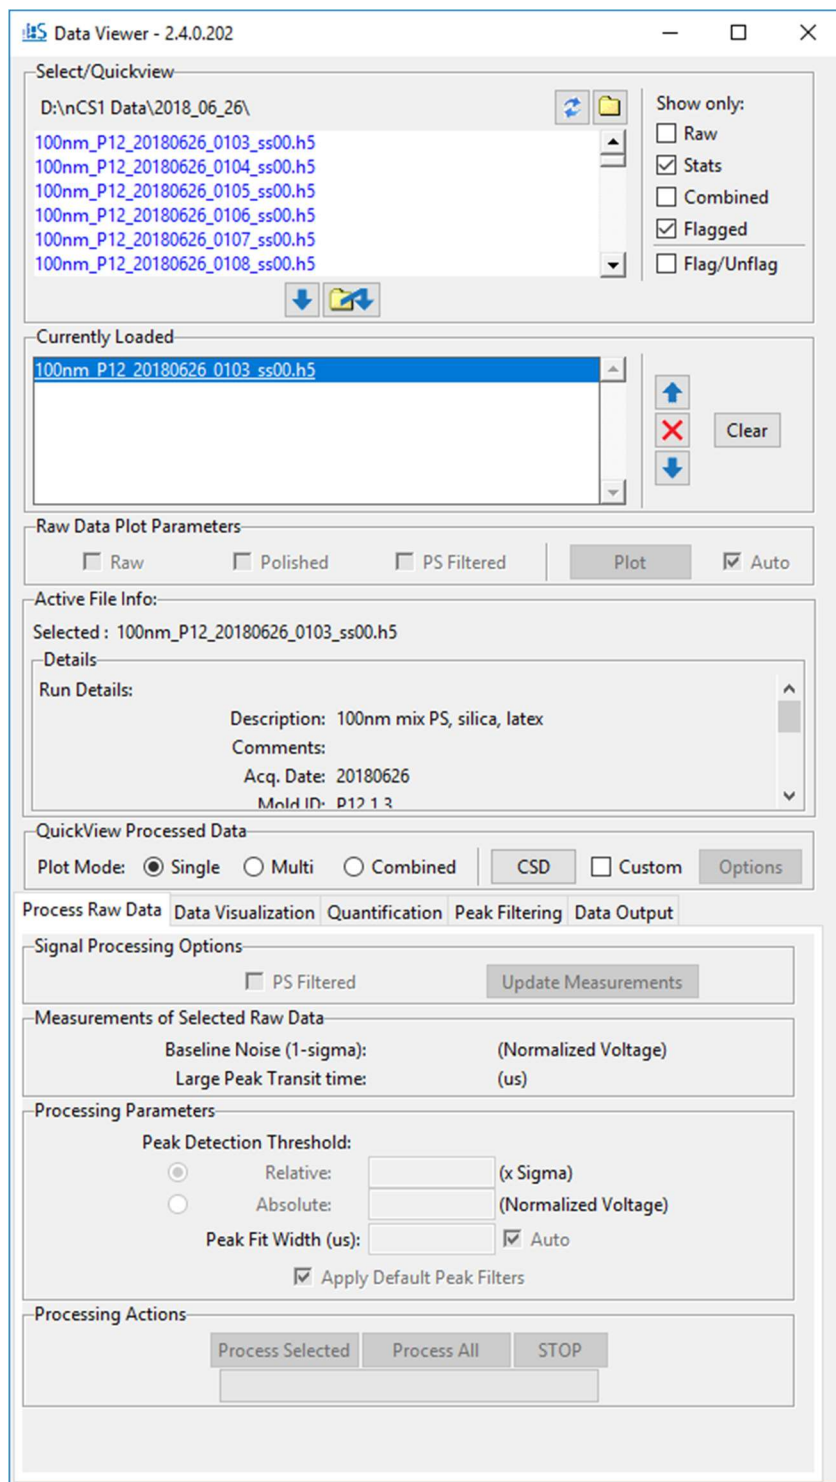 Data Viewer - 2.4.0.202
Select/Quickview
D:\nCS1 Data\2018_06_26\
Show only:
100nm_P12_20180626_0103_ss00.h5
Raw
100nm_P12_20180626_0104_ss00.h5
Stats
100nm_P12_20180626_0105_ss00.h5
Combined
100nm_P12_20180626_0106_ss00.h5
Flagged
100nm_P12_20180626_0107_ss00.h5
100nm_P12_20180626_0108_ss00.h5
Flag/Unflag
Currently Loaded
100nm_P12_20180626_0103_ss00.h5
Clear
Raw Data Plot Parameters
Raw Polished PS Filtered Plot Auto
Active File Info:
Selected : 100nm_P12_20180626_0103_ss00.h5
Details
Run Details:
Description: 100nm mix PS, silica, latex
Comments:
Acq. Date: 20180626
Mold ID: P12.1.3
QuickView Processed Data
Plot Mode: Single Multi Combined CSD Custom Options
Process Raw Data Data Visualization Quantification Peak Filtering Data Output
Signal Processing Options
PS Filtered Update Measurements
Measurements of Selected Raw Data
Baseline Noise (1-sigma): (Normalized Voltage)
Large Peak Transit time: (us)
Processing Parameters
Peak Detection Threshold:
Relative: (x Sigma)
Absolute: (Normalized Voltage)
Peak Fit Width (us): Auto
Apply Default Peak Filters
Processing Actions
Process Selected Process All STOP